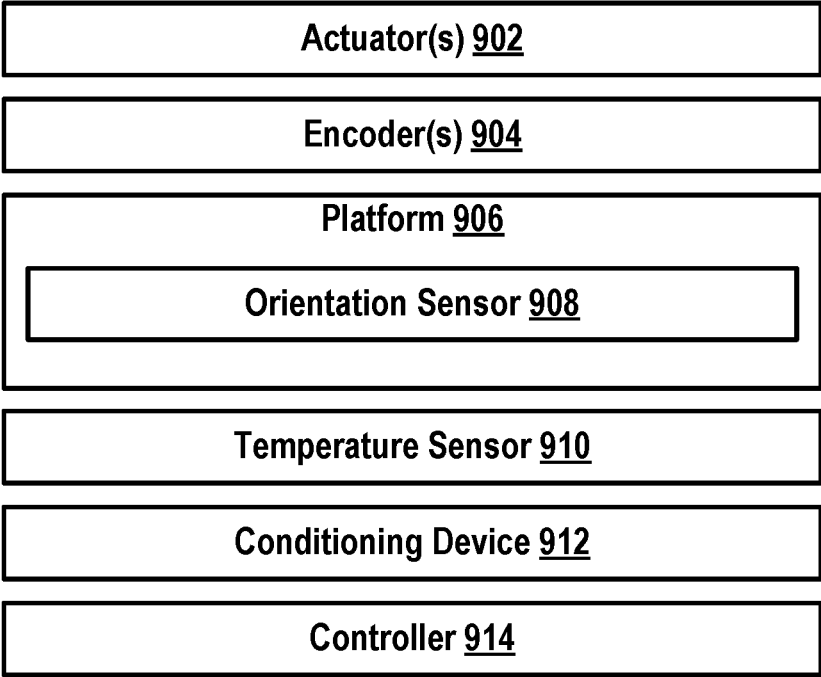 Actuator(s) 902
Encoder(s) 904
Platform 906
Orientation Sensor 908
Temperature Sensor 910
Conditioning Device 912
Controller 914